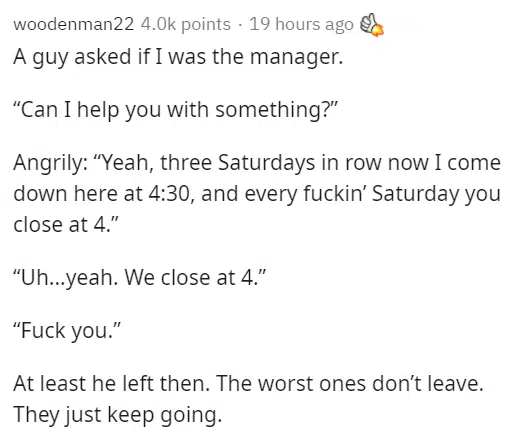 woodenman22 4.0k points · 19 hours ago
A guy asked if I was the manager.
“Can I help you with something?”
Angrily: “Yeah, three Saturdays in row now I come
down here at 4:30, and every fuckin’ Saturday you
close at 4.”
“Uh...yeah. We close at 4.”
“Fuck you.”
At least he left then. The worst ones don’t leave.
They just keep going.